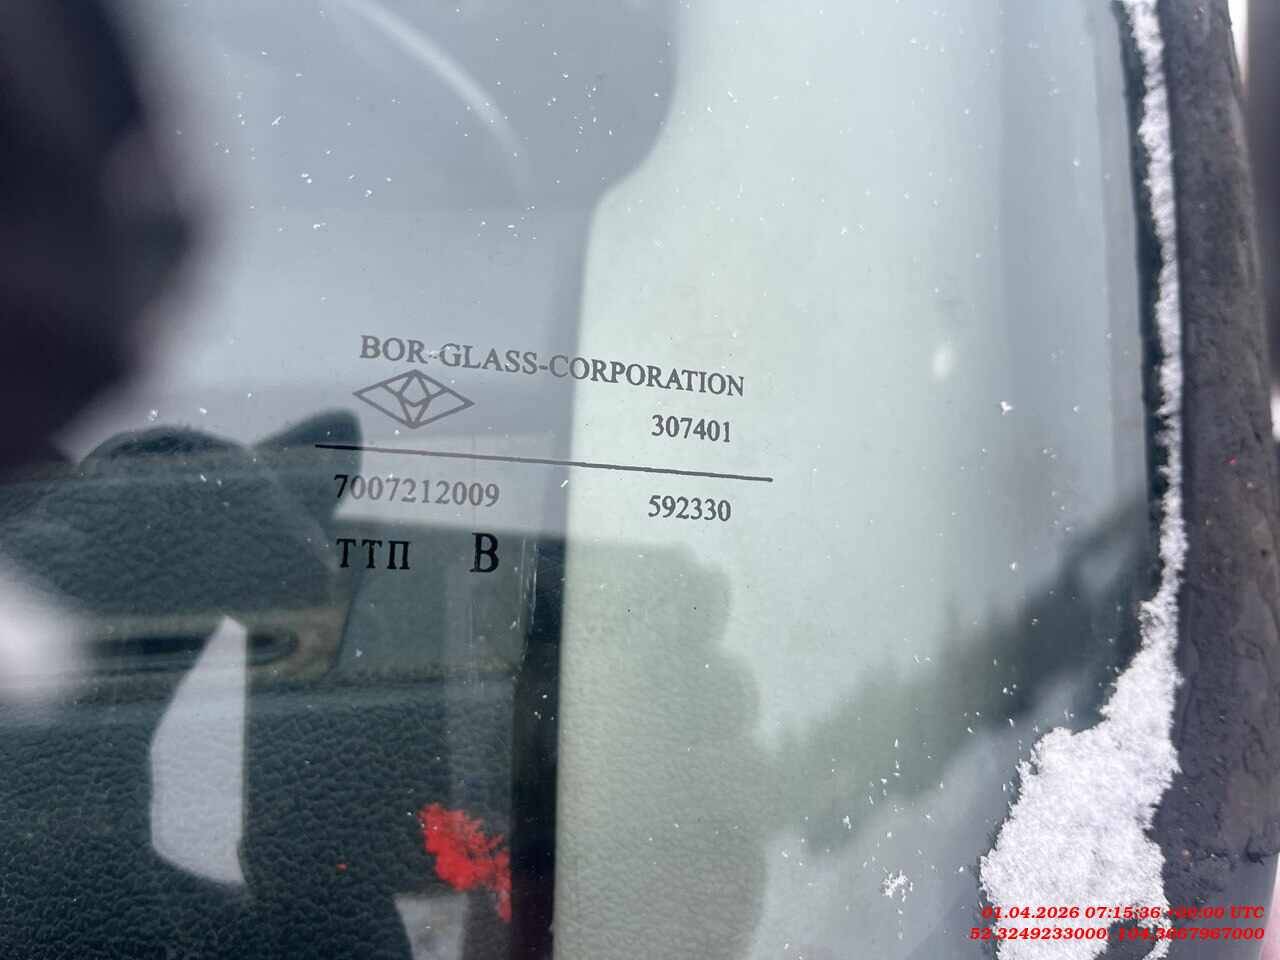 BOR-GLASS-CORPORATION
307401
7007212009 592330
ТТП В
01.04.2026 07:15:36 +00:00 UTC
52.3249233000, 104.3667967000